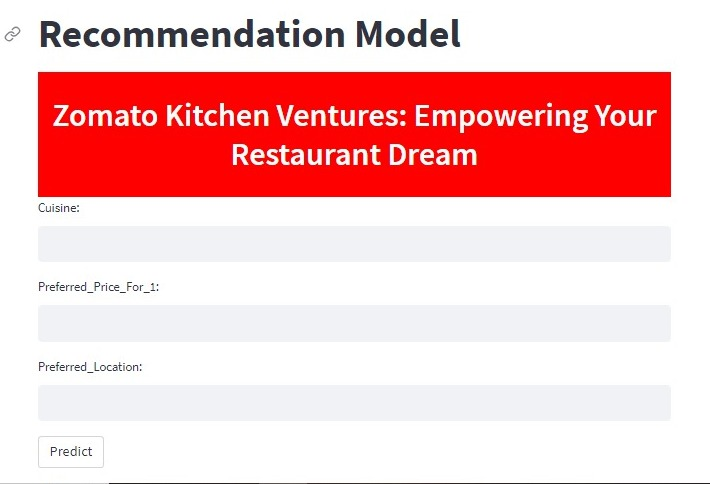 Recommendation Model
Zomato Kitchen Ventures: Empowering Your
Restaurant Dream
Cuisine:
Preferred_Price_For_1:
Preferred_Location:
Predict